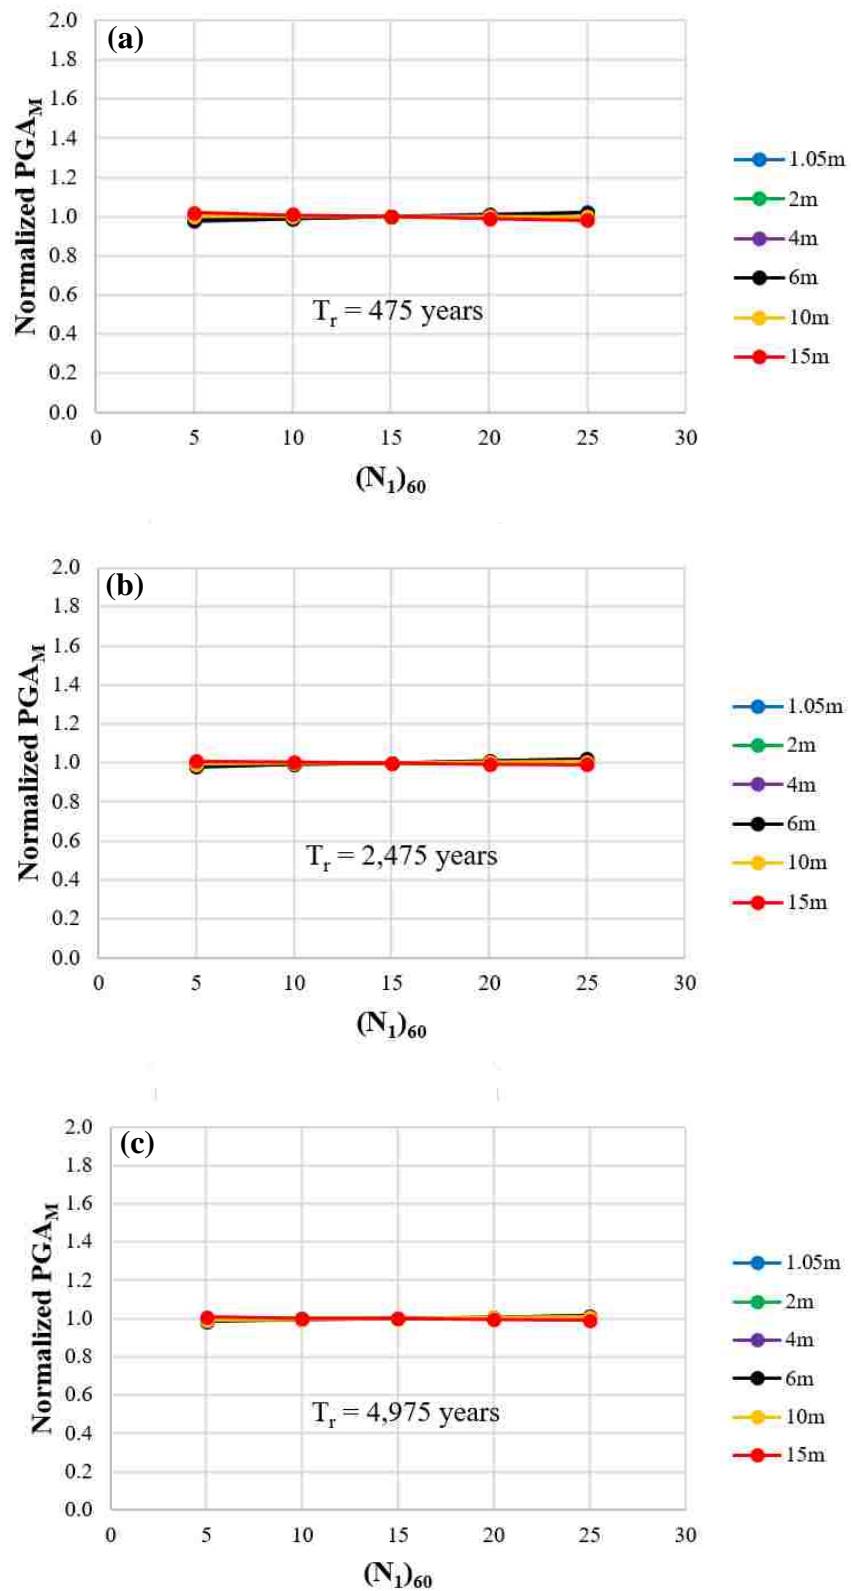 (a)
Normalized PGA_M
2.0
1.8
1.6
1.4
1.2
1.0
0.8
0.6
0.4
0.2
0.0
T_r = 475 years
0 5 10 15 20 25 30
(N_1)_60
1.05m
2m
4m
6m
10m
15m
(b)
Normalized PGA_M
2.0
1.8
1.6
1.4
1.2
1.0
0.8
0.6
0.4
0.2
0.0
T_r = 2,475 years
0 5 10 15 20 25 30
(N_1)_60
1.05m
2m
4m
6m
10m
15m
(c)
Normalized PGA_M
2.0
1.8
1.6
1.4
1.2
1.0
0.8
0.6
0.4
0.2
0.0
T_r = 4,975 years
0 5 10 15 20 25 30
(N_1)_60
1.05m
2m
4m
6m
10m
15m